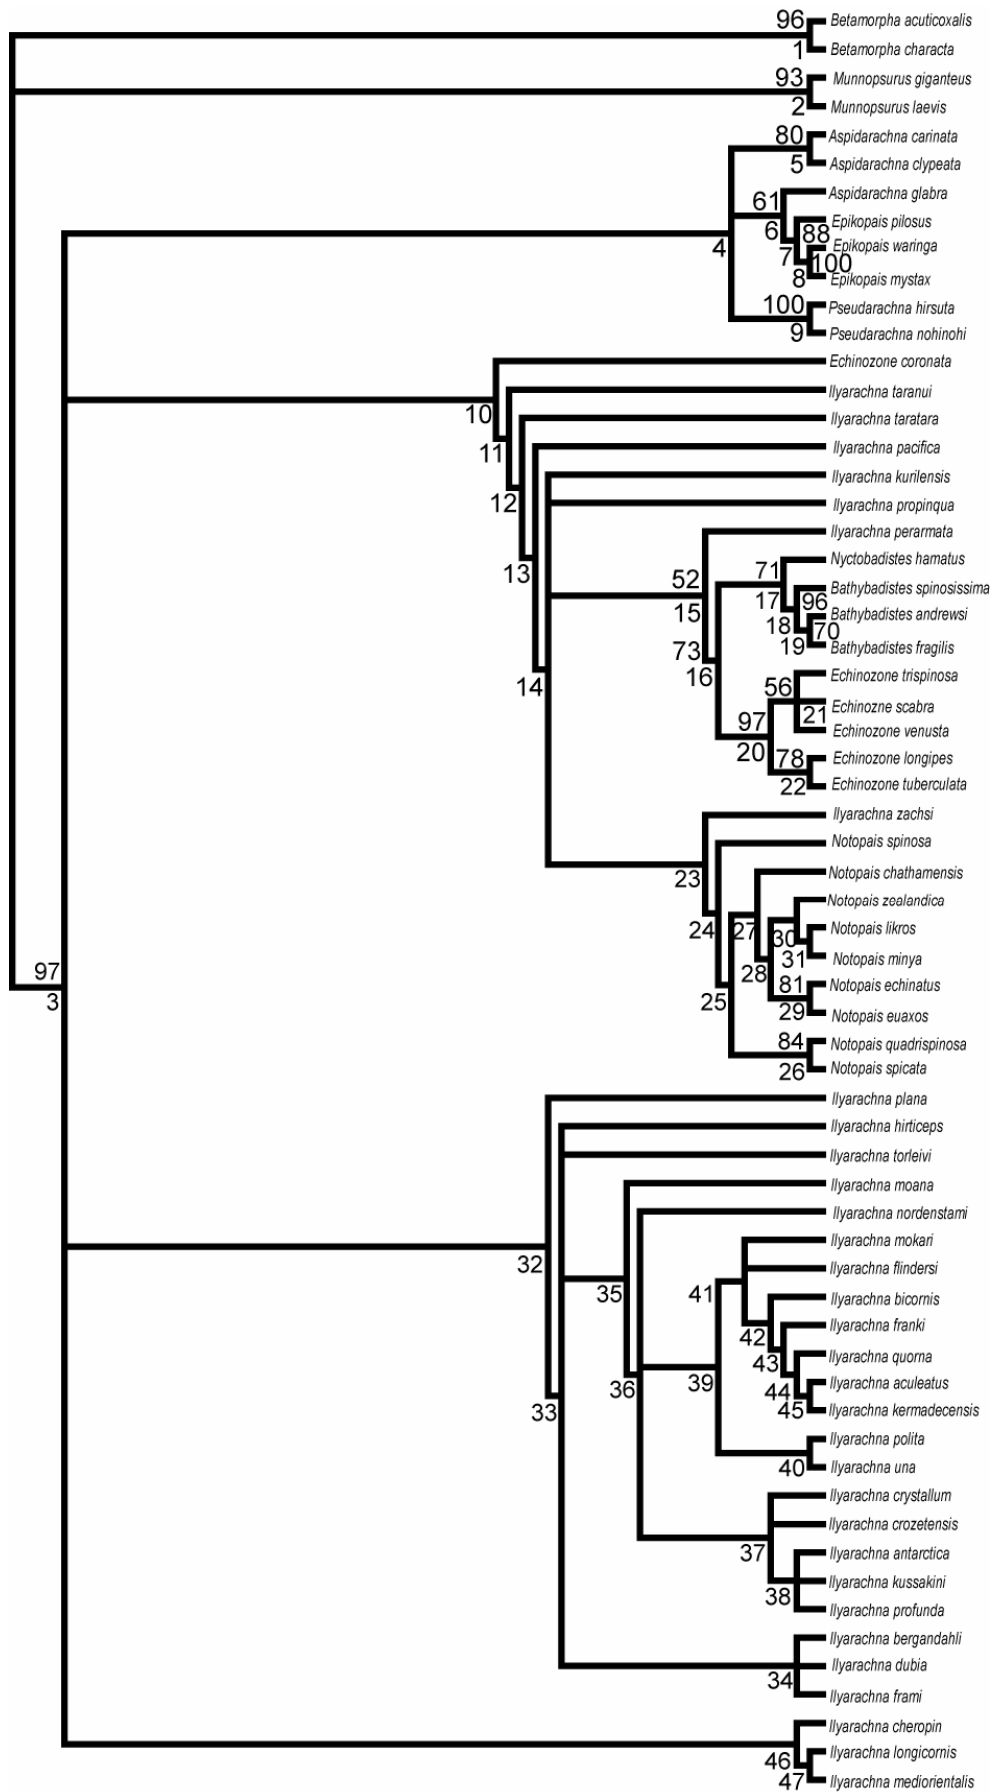 96 Betamorpha acuticoxalis
1 Betamorpha characta
93 Munnopsurus giganteus
2 Munnopsurus laevis
80 Aspidarachna carinata
5 Aspidarachna clypeata
61 Aspidarachna glabra
6 Epikopais pilosus
4 7 88 Epikopais waringa
100
8 Epikopais mystax
100 Pseudarachna hirsuta
9 Pseudarachna nohinohi
Echinozone coronata
10 Ilyarachna taranui
Ilyarachna taratara
11 Ilyarachna pacifica
Ilyarachna kurilensis
12 Ilyarachna propinqua
Ilyarachna perarmata
Nyctobadistes hamatus
13 52 71 Bathybadistes spinosissima
15 17 96 Bathybadistes andrewsi
18 70
73 19 Bathybadistes fragilis
14 16 56 Echinozone trispinosa
21 Echinozne scabra
97 Echinozone venusta
20 78 Echinozone longipes
22 Echinozone tuberculata
Ilyarachna zachsi
Notopais spinosa
23 Notopais chathamensis
Notopais zealandica
24 27 30 Notopais likros
31 Notopais minya
97 28 81 Notopais echinatus
3 25 29 Notopais euaxos
84 Notopais quadrispinosa
26 Notopais spicata
Ilyarachna plana
Ilyarachna hirticeps
Ilyarachna torleivi
Ilyarachna moana
Ilyarachna nordenstami
Ilyarachna mokari
32 Ilyarachna flindersi
35 41 Ilyarachna bicornis
42 Ilyarachna franki
43 Ilyarachna quorna
36 39 44 Ilyarachna aculeatus
33 45 Ilyarachna kermadecensis
Ilyarachna polita
40 Ilyarachna una
Ilyarachna crystallum
Ilyarachna crozetensis
37 Ilyarachna antarctica
Ilyarachna kussakini
38 Ilyarachna profunda
Ilyarachna bergandahli
Ilyarachna dubia
34 Ilyarachna frami
Ilyarachna cheropin
46 Ilyarachna longicornis
47 Ilyarachna mediorientalis